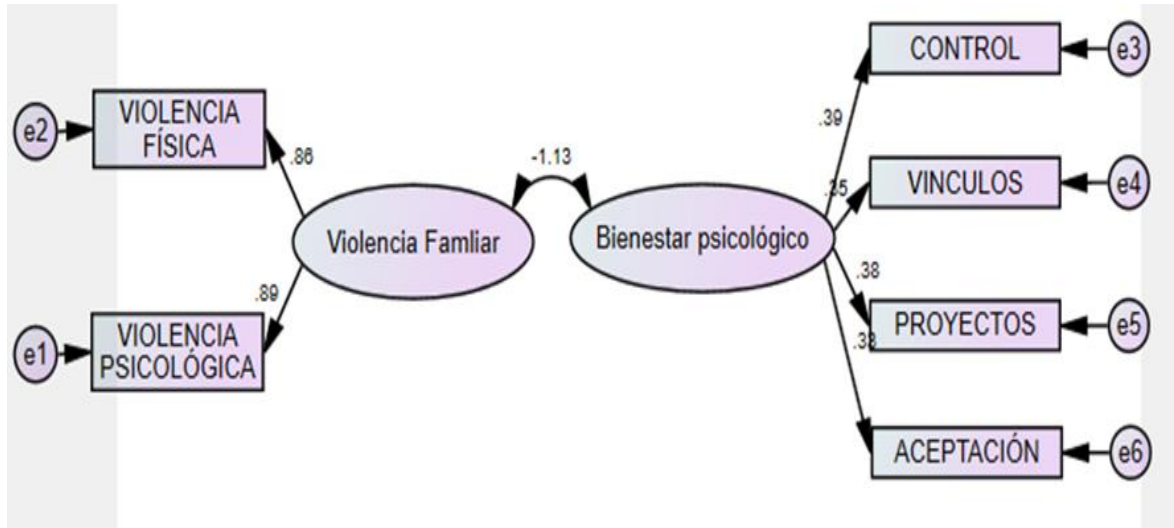 e2
VIOLENCIA
FÍSICA
.86
e1
VIOLENCIA
PSICOLÓGICA
.89
Violencia Famliar
-1.13
Bienestar psicológico
.39
CONTROL
e3
.35
VINCULOS
e4
.38
PROYECTOS
e5
ACEPTACIÓN
e6